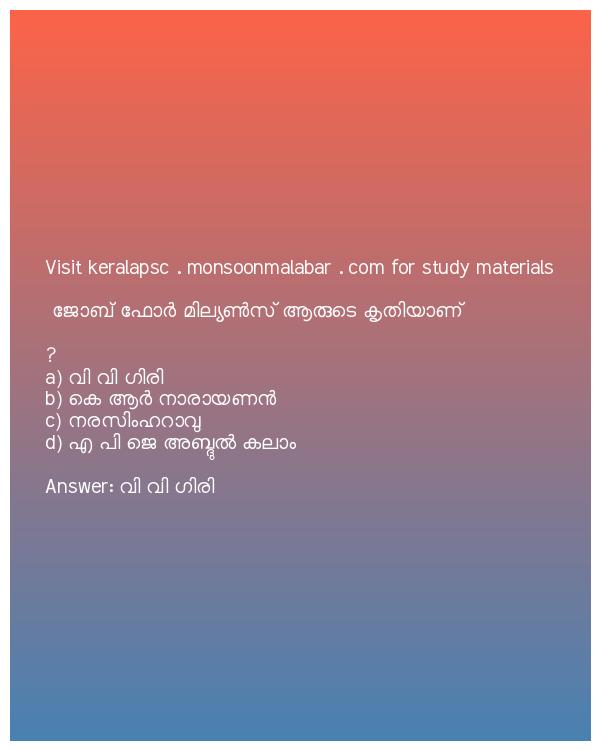 Visit keralapsc . monsoonmalabar . com for study materials
ജോബ് ഫോർ മില്യൺസ് ആരുടെ കൃതിയാണ്
?
a) വി വി ഗിരി
b) കെ ആർ നാരായണൻ
c) നരസിംഹറാവു
d) എ പി ജെ അബ്ദുൽ കലാം
Answer: വി വി ഗിരി